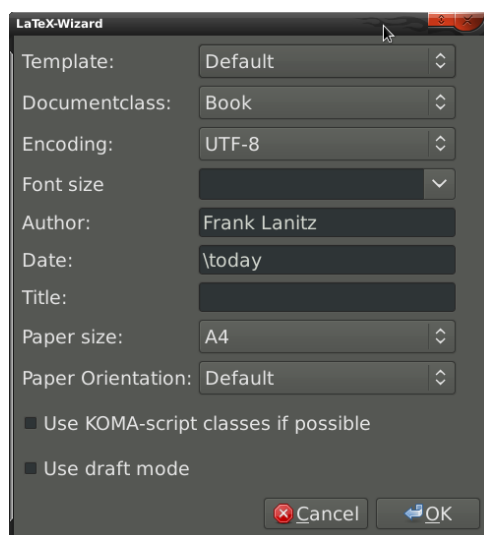 LaTeX-Wizard
Template: Default
Documentclass: Book
Encoding: UTF-8
Font size
Author: Frank Lanitz
Date: \today
Title:
Paper size: A4
Paper Orientation: Default
Use KOMA-script classes if possible
Use draft mode
Cancel OK